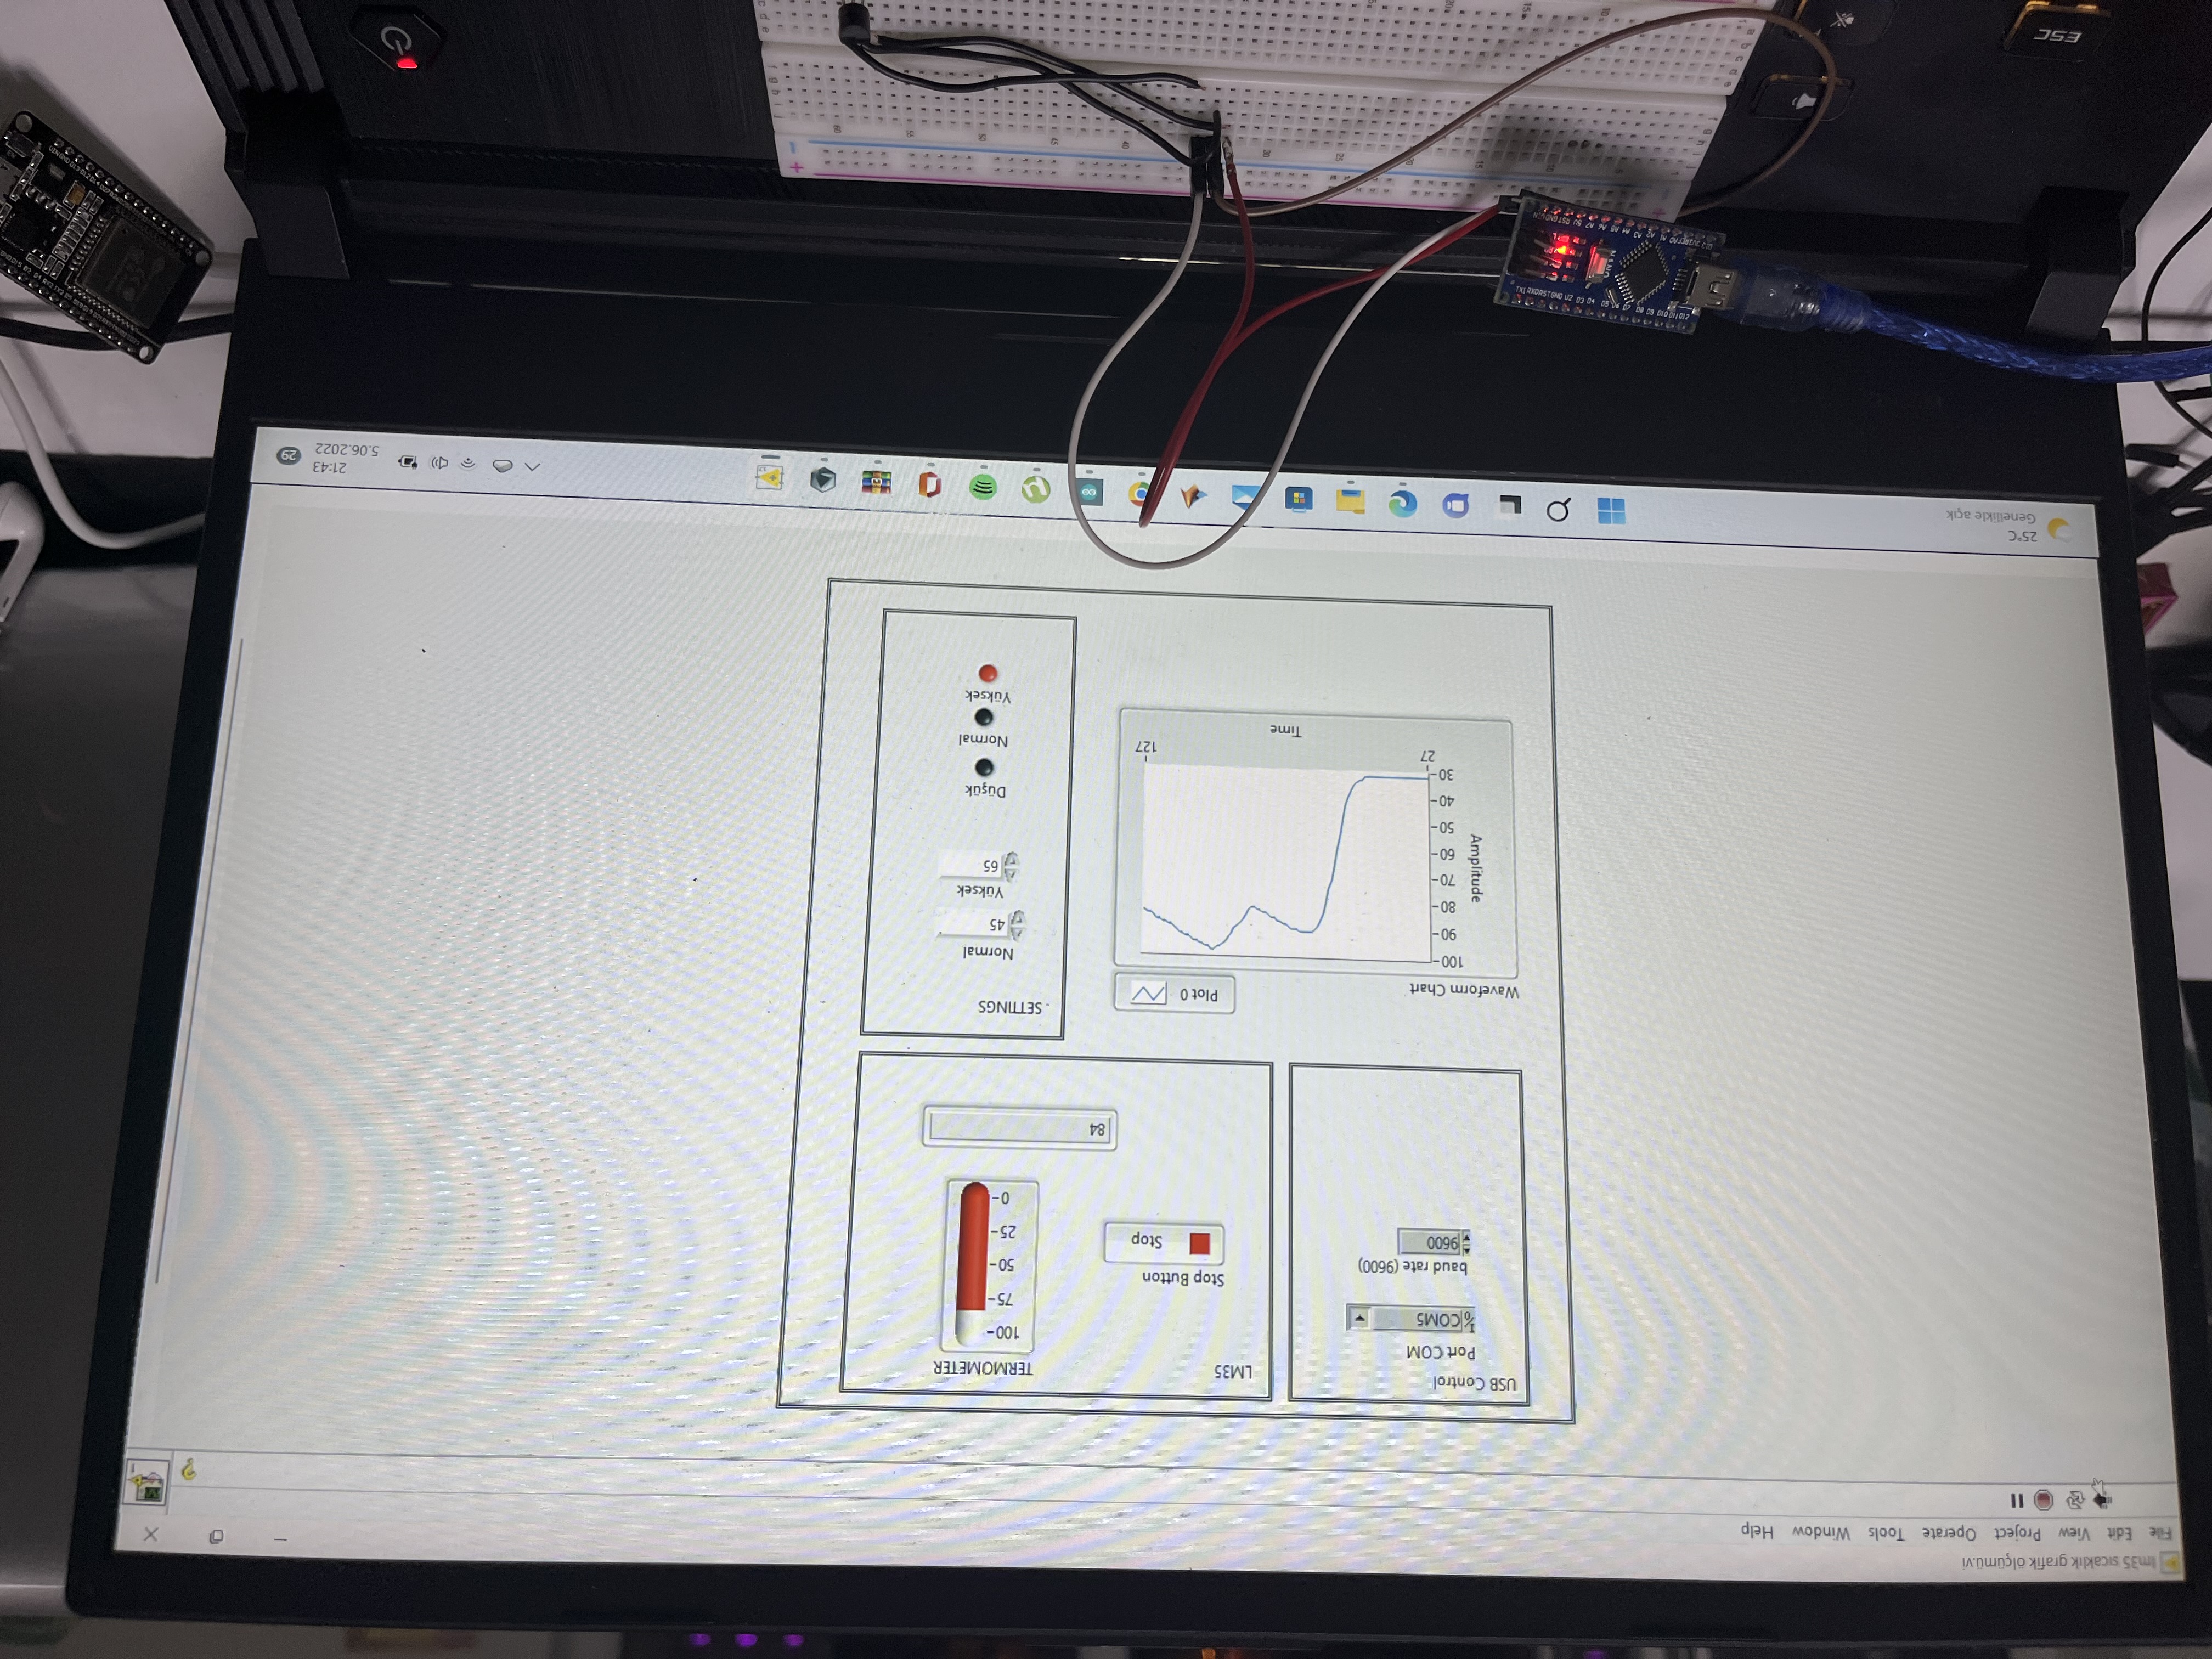 lm35 sıcaklık grafik ölçümü.vi
File Edit View Project Operate Tools Window Help
USB Control
Port COM
COM5
baud rate (9600)
9600
LM35
TERMOMETER
100
75
50
25
0
Stop Button
Stop
84
Waveform Chart
Plot 0
100
90
80
70
60
50
40
30
Amplitude
27
127
Time
SETTINGS
Normal
45
Yüksek
65
Düşük
Normal
Yüksek
25°C
Genellikle açık
21:43
5.06.2022
29
ESC